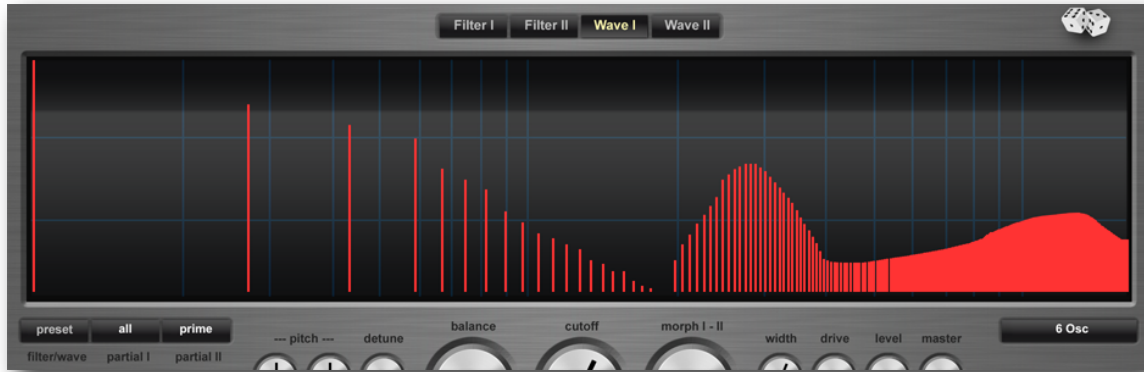 Filter I Filter II Wave I Wave II
preset all prime
filter/wave partial I partial II
--- pitch --- detune balance cutoff morph I - II width drive level master
6 Osc